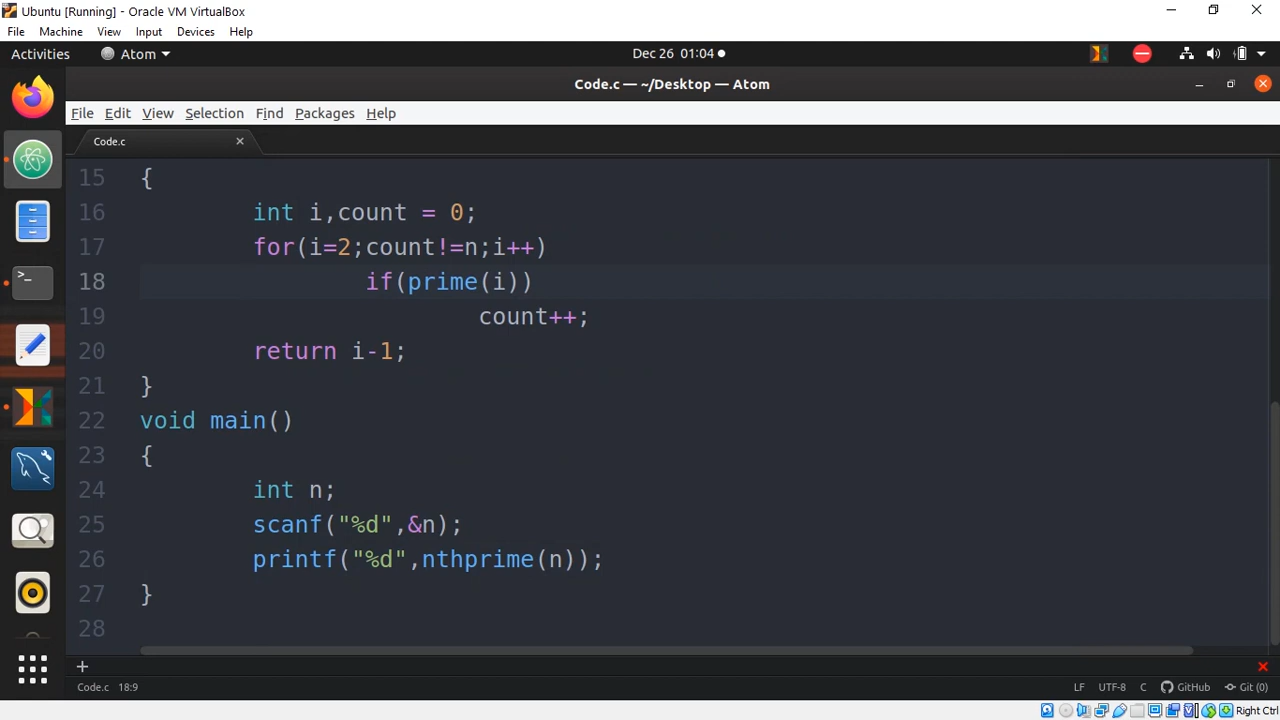 Ubuntu [Running] - Oracle VM VirtualBox
File Machine View Input Devices Help
Activities Atom Dec 26 01:04
Code.c — ~/Desktop — Atom
File Edit View Selection Find Packages Help
Code.c
15 {
16 int i,count = 0;
17 for(i=2;count!=n;i++)
18 if(prime(i))
19 count++;
20 return i-1;
21 }
22 void main()
23 {
24 int n;
25 scanf("%d",&n);
26 printf("%d",nthprime(n));
27 }
28
Code.c 18:9 LF UTF-8 C GitHub Git (0)
Right Ctrl